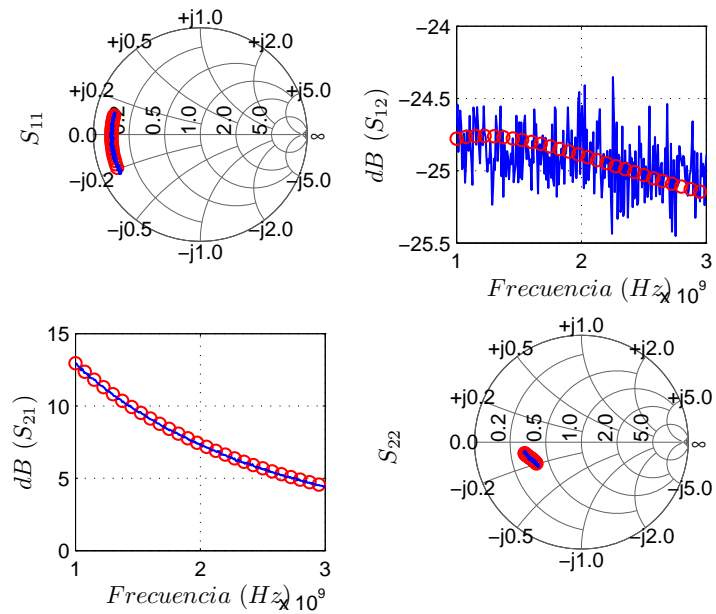 +j1.0
+j0.5 +j2.0
+j0.2 +j5.0
0.0 0.2 0.5 1.0 2.0 5.0 ∞
−j0.2 −j5.0
−j0.5 −j2.0
−j1.0
S11
−24
−24.5
−25
−25.5
1 2 3
dB (S12)
Frecuencia (Hz)
x 10^9
15
10
5
0
1 2 3
dB (S21)
Frecuencia (Hz)
x 10^9
+j1.0
+j0.5 +j2.0
+j0.2 +j5.0
0.0 0.2 0.5 1.0 2.0 5.0 ∞
−j0.2 −j5.0
−j0.5 −j2.0
−j1.0
S22